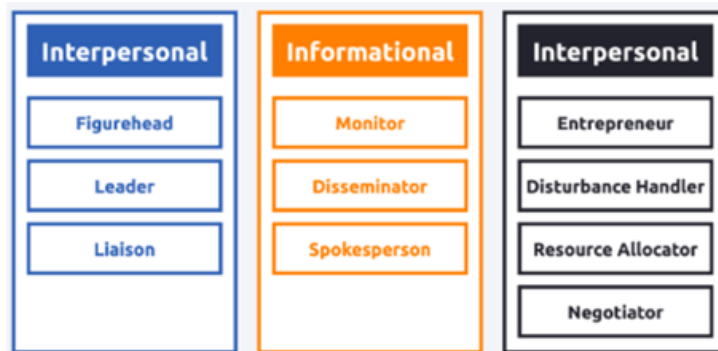 Interpersonal
Figurehead
Leader
Liaison
Informational
Monitor
Disseminator
Spokesperson
Interpersonal
Entrepreneur
Disturbance Handler
Resource Allocator
Negotiator